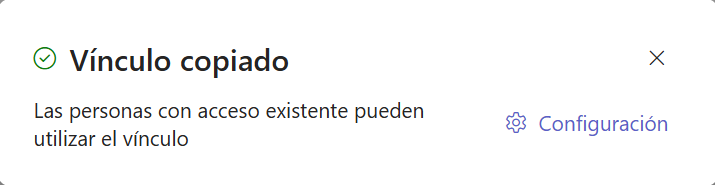 Vínculo copiado
Las personas con acceso existente pueden
utilizar el vínculo
Configuración